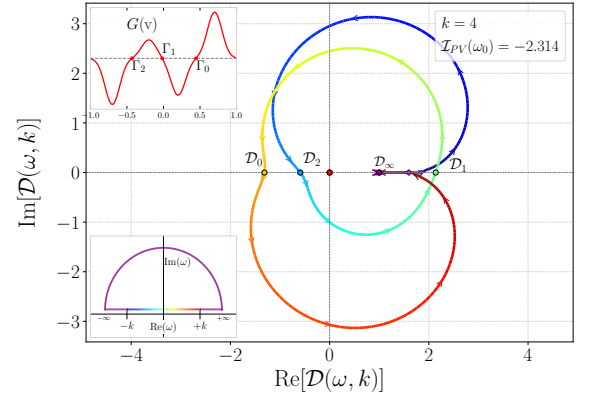 G(v)
Γ₂
Γ₁
Γ₀
-1.0
-0.5
0.0
0.5
1.0
k = 4
𝓘_PV(ω₀) = −2.314
3
2
1
0
−1
−2
−3
Im[𝒟(ω, k)]
𝒟₀
𝒟₂
𝒟∞
𝒟₁
Im(ω)
−∞
−k
Re(ω)
+k
+∞
−4
−2
0
2
4
Re[𝒟(ω, k)]